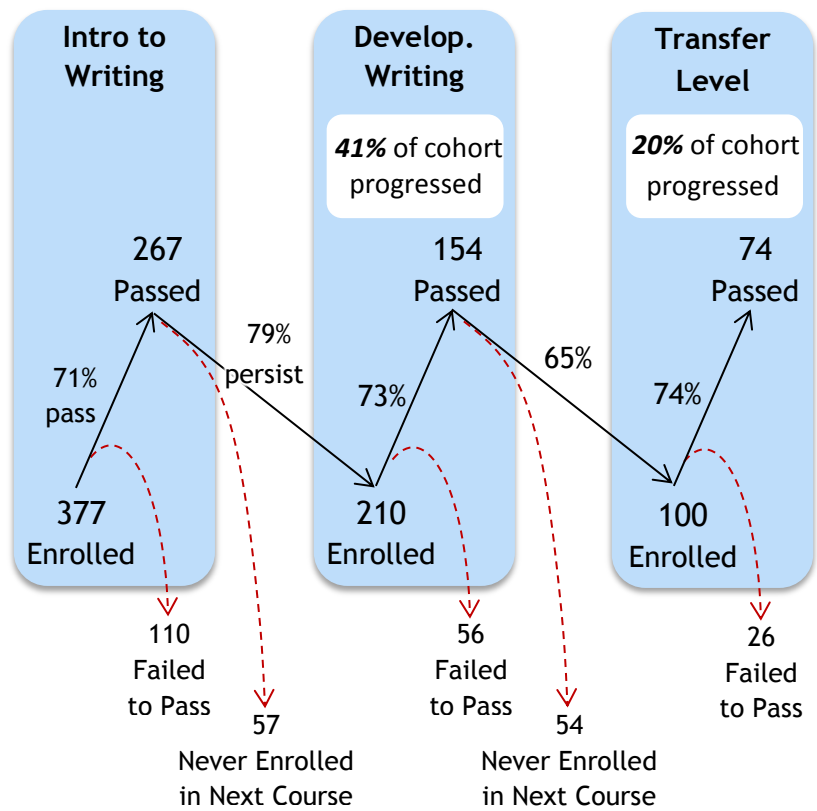 Intro to
Writing
Develop.
Writing
Transfer
Level
41% of cohort
progressed
20% of cohort
progressed
267
Passed
154
Passed
74
Passed
79%
persist
65%
71%
pass
73%
74%
377
Enrolled
210
Enrolled
100
Enrolled
110
Failed
to Pass
56
Failed
to Pass
26
Failed
to Pass
57
Never Enrolled
in Next Course
54
Never Enrolled
in Next Course